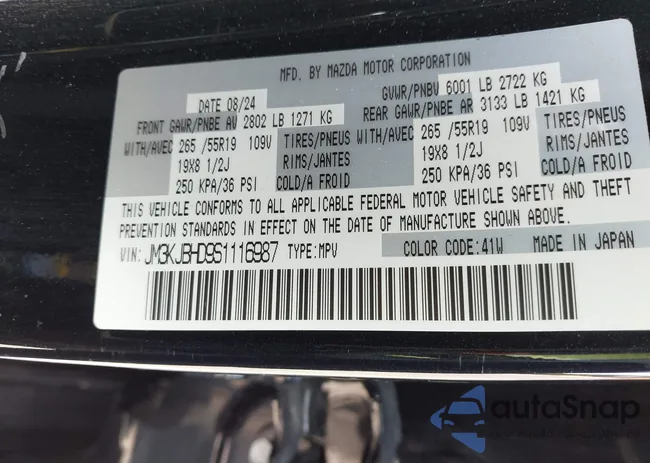 MFD. BY MAZDA MOTOR CORPORATION
DATE 08/24 GVWR/PNBV 6001 LB 2722 KG
FRONT GAWR/PNBE AV 2802 LB 1271 KG REAR GAWR/PNBE AR 3133 LB 1421 KG
WITH/AVEC 265 /55R19 109V TIRES/PNEUS WITH/AVEC 265 /55R19 109V TIRES/PNEUS
19X8 1/2J RIMS/JANTES 19X8 1/2J RIMS/JANTES
250 KPA/36 PSI COLD/A FROID 250 KPA/36 PSI COLD/A FROID
THIS VEHICLE CONFORMS TO ALL APPLICABLE FEDERAL MOTOR VEHICLE SAFETY AND THEFT
PREVENTION STANDARDS IN EFFECT ON THE DATE OF MANUFACTURE SHOWN ABOVE.
VIN: JM3KJBHD9S1116987 TYPE:MPV COLOR CODE:41W MADE IN JAPAN
autoSnap